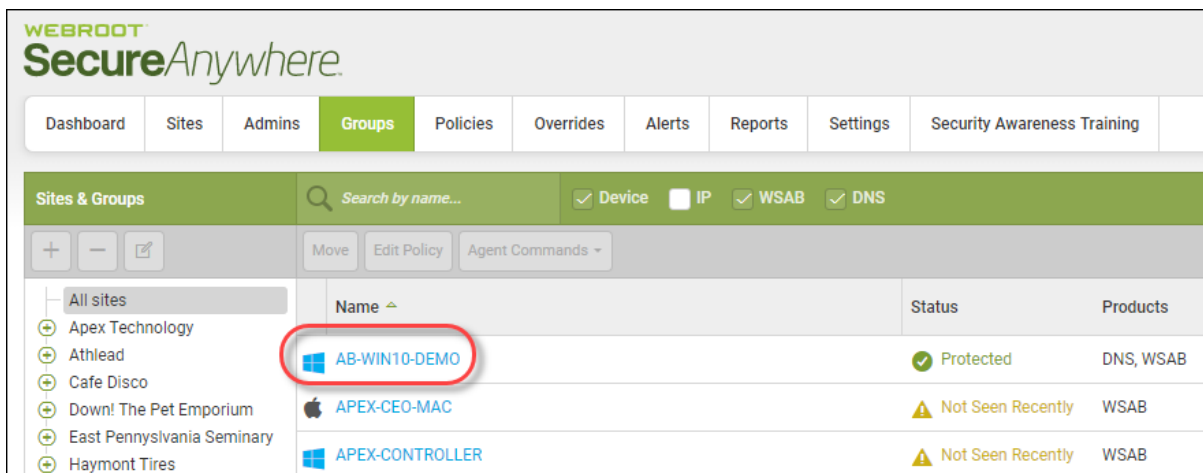 WEBROOT
SecureAnywhere
Dashboard Sites Admins Groups Policies Overrides Alerts Reports Settings Security Awareness Training
Sites & Groups Search by name... Device IP WSAB DNS
Move Edit Policy Agent Commands
All sites
Apex Technology
Athlead
Cafe Disco
Down! The Pet Emporium
East Pennyslvania Seminary
Haymont Tires
Name Status Products
AB-WIN10-DEMO Protected DNS, WSAB
APEX-CEO-MAC Not Seen Recently WSAB
APEX-CONTROLLER Not Seen Recently WSAB